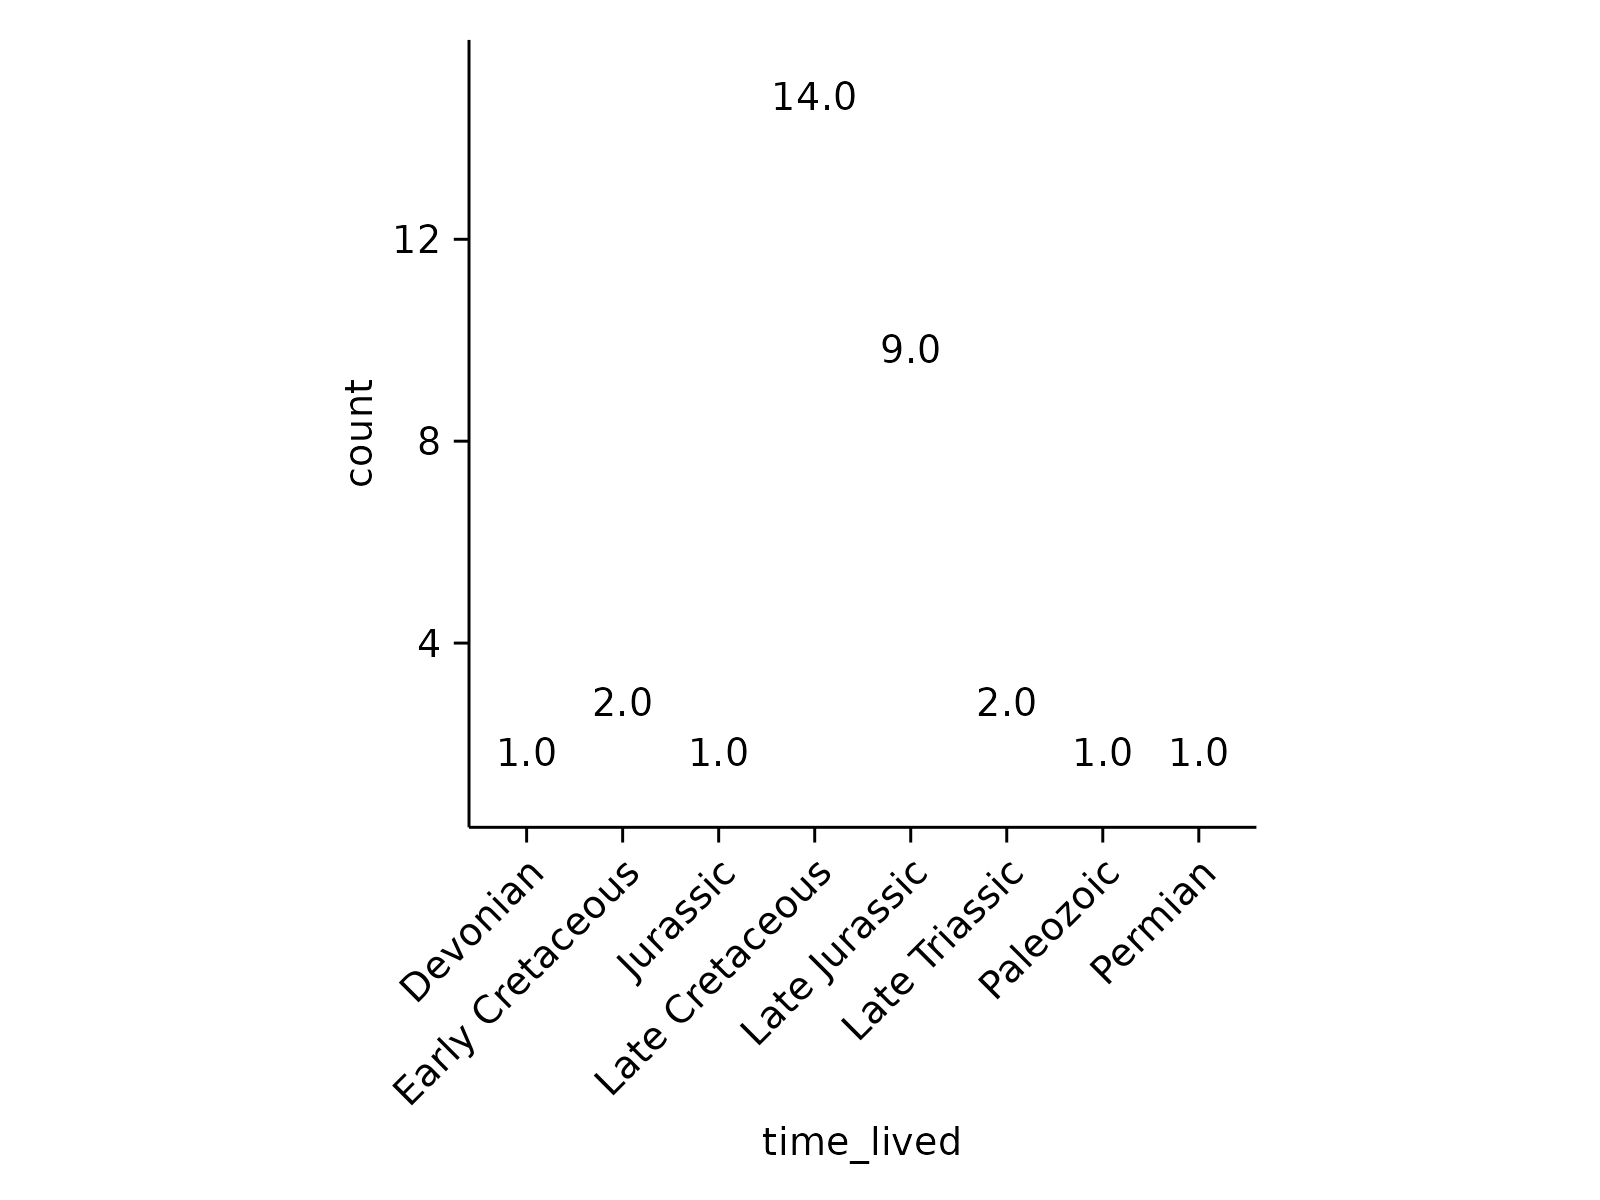 14.0
12
9.0
count
8
4
2.0
2.0
1.0
1.0
1.0
1.0
Devonian
Early Cretaceous
Jurassic
Late Cretaceous
Late Jurassic
Late Triassic
Paleozoic
Permian
time_lived